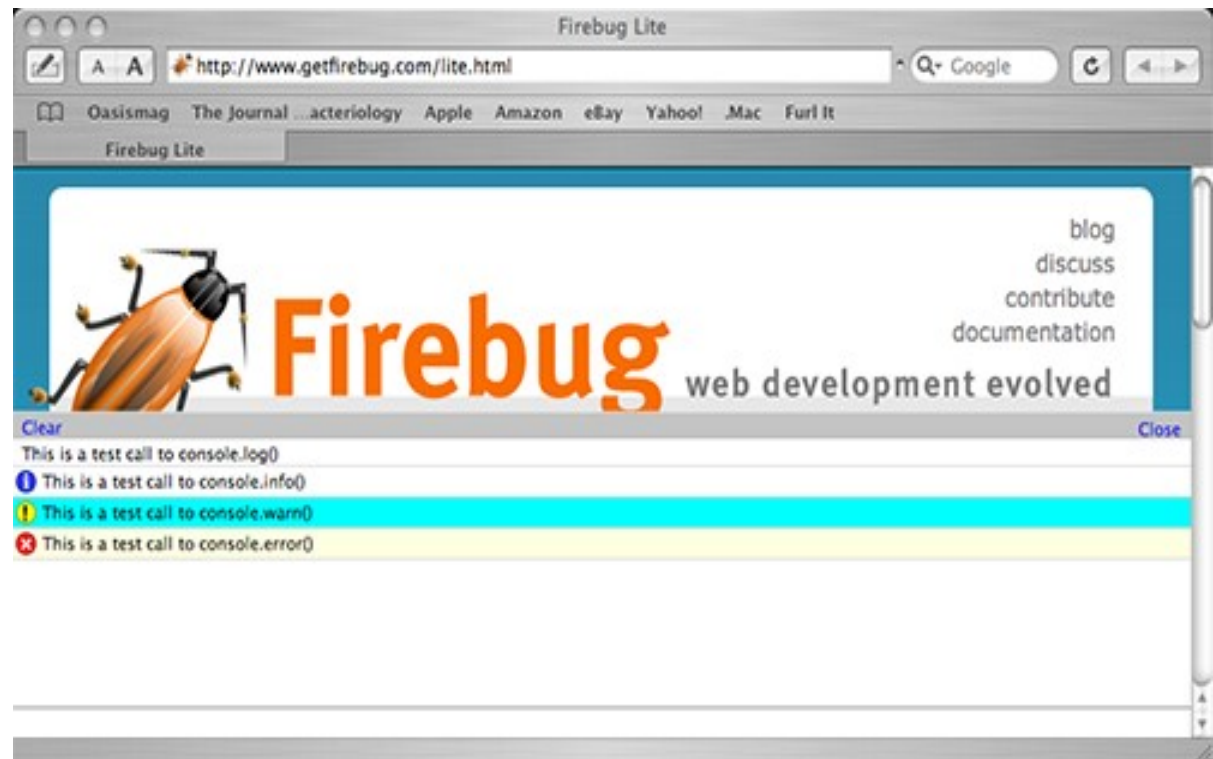 Firebug Lite
A A http://www.getfirebug.com/lite.html Google
Oasismag The Journal ...acteriology Apple Amazon eBay Yahoo! .Mac Furl It
Firebug Lite
blog
discuss
contribute
documentation
Firebug web development evolved
Clear Close
This is a test call to console.log()
This is a test call to console.info()
This is a test call to console.warn()
This is a test call to console.error()